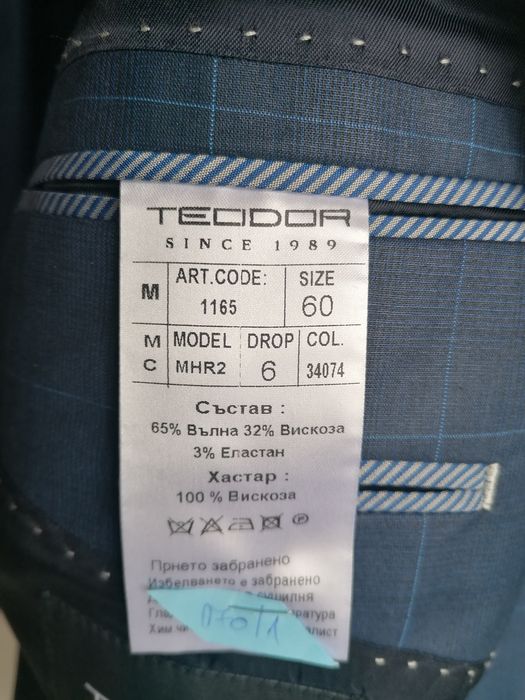 TEODOR
SINCE 1989
M ART.CODE: SIZE
1165 60
M MODEL DROP COL.
C MHR2 6 34074
Състав :
65% Вълна 32% Вискоза
3% Еластан
Хастар :
100 % Вискоза
P
Прнето забранено
Избелването е забранено